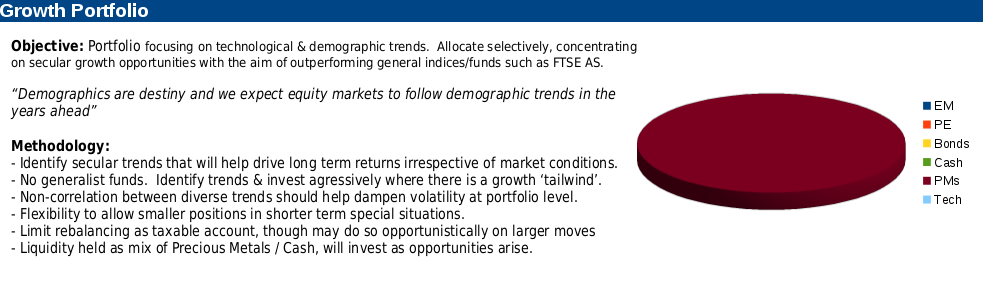 Growth Portfolio
Objective: Portfolio focusing on technological & demographic trends. Allocate selectively, concentrating
on secular growth opportunities with the aim of outperforming general indices/funds such as FTSE AS.
“Demographics are destiny and we expect equity markets to follow demographic trends in the
years ahead”
Methodology:
- Identify secular trends that will help drive long term returns irrespective of market conditions.
- No generalist funds. Identify trends & invest agressively where there is a growth ‘tailwind’.
- Non-correlation between diverse trends should help dampen volatility at portfolio level.
- Flexibility to allow smaller positions in shorter term special situations.
- Limit rebalancing as taxable account, though may do so opportunistically on larger moves
- Liquidity held as mix of Precious Metals / Cash, will invest as opportunities arise.
EM
PE
Bonds
Cash
PMs
Tech